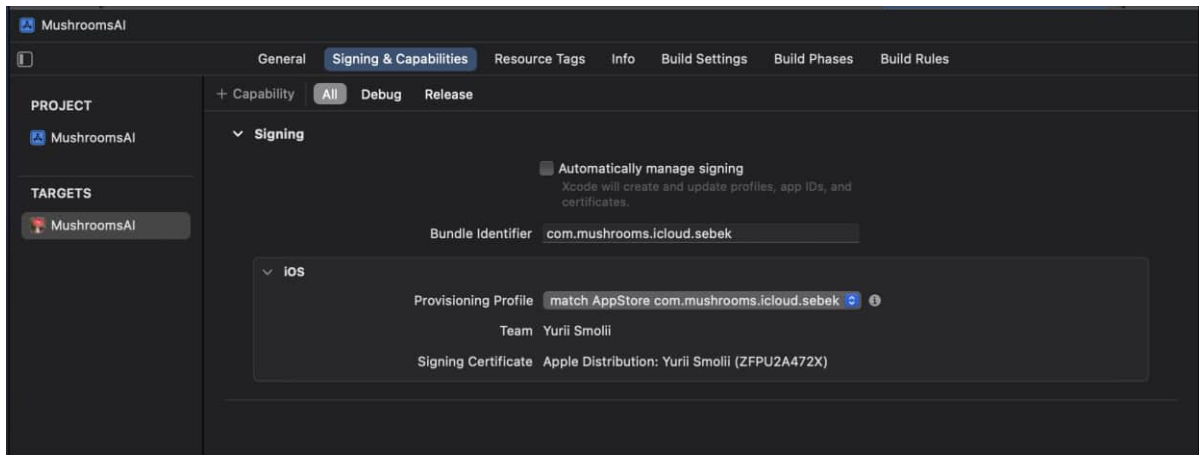 MushroomsAI
General Signing & Capabilities Resource Tags Info Build Settings Build Phases Build Rules
+ Capability All Debug Release
PROJECT
MushroomsAI
TARGETS
MushroomsAI
Signing
Automatically manage signing
Xcode will create and update profiles, app IDs, and
certificates.
Bundle Identifier com.mushrooms.icloud.sebek
iOS
Provisioning Profile match AppStore com.mushrooms.icloud.sebek
Team Yurii Smolii
Signing Certificate Apple Distribution: Yurii Smolii (ZFPU2A472X)